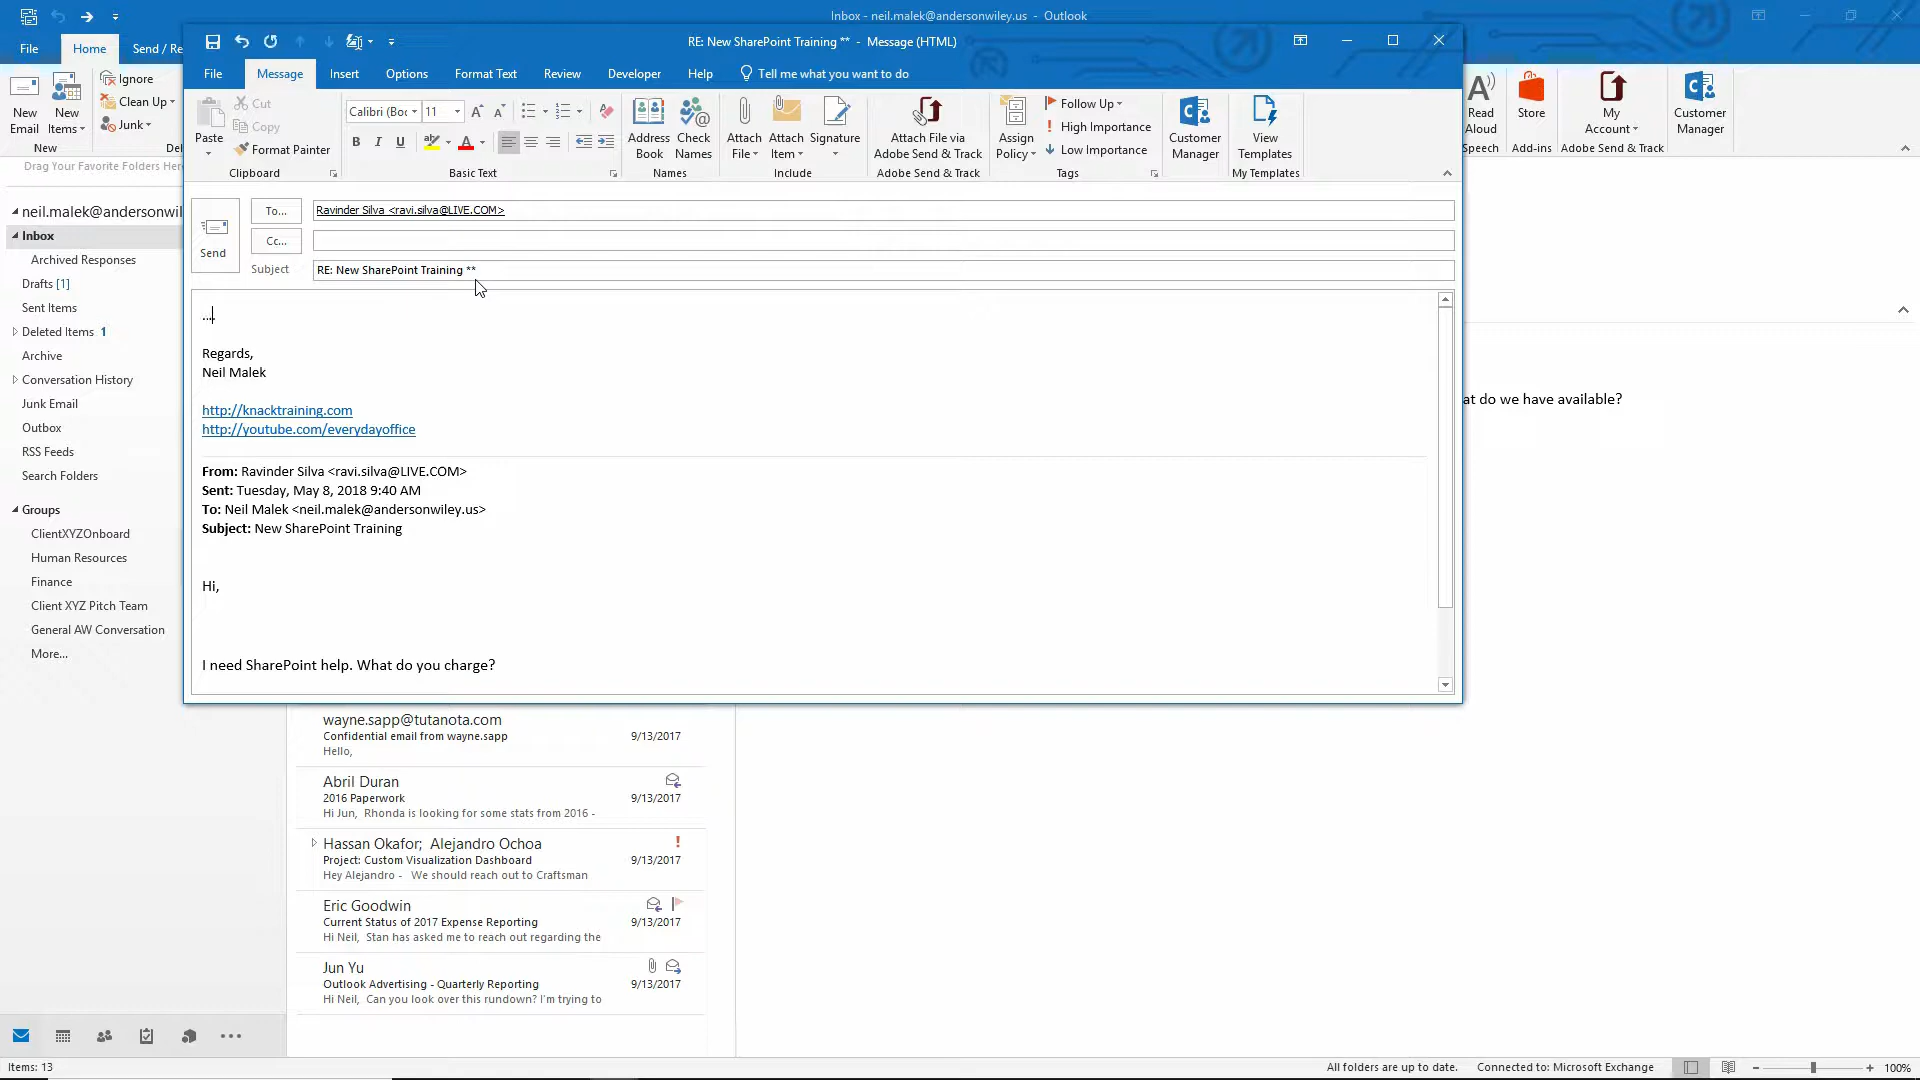 Inbox - neil.malek@andersonwiley.us - Outlook
RE: New SharePoint Training ** - Message (HTML)
File
Home
Send / Re
File
Message
Insert
Options
Format Text
Review
Developer
Help
Tell me what you want to do
New
Email
New
Items
Ignore
Clean Up
Junk
New
Del
Paste
Cut
Copy
Format Painter
Clipboard
Calibri (Boc
11
B I U
A
Basic Text
Address
Book
Check
Names
Names
Attach
File
Attach
Item
Signature
Include
Attach File via
Adobe Send & Track
Adobe Send & Track
Assign
Policy
Follow Up
High Importance
Low Importance
Tags
Customer
Manager
View
Templates
My Templates
Read
Aloud
Speech
Store
Add-ins
My
Account
Adobe Send & Track
Customer
Manager
Drag Your Favorite Folders Here
neil.malek@andersonwil
Inbox
Archived Responses
Drafts [1]
Sent Items
Deleted Items 1
Archive
Conversation History
Junk Email
Outbox
RSS Feeds
Search Folders
Groups
ClientXYZOnboard
Human Resources
Finance
Client XYZ Pitch Team
General AW Conversation
More...
Send
To...
Ravinder Silva <ravi.silva@LIVE.COM>
Cc...
Subject
RE: New SharePoint Training **
...
Regards,
Neil Malek
http://knacktraining.com
http://youtube.com/everydayoffice
From: Ravinder Silva <ravi.silva@LIVE.COM>
Sent: Tuesday, May 8, 2018 9:40 AM
To: Neil Malek <neil.malek@andersonwiley.us>
Subject: New SharePoint Training
Hi,
I need SharePoint help. What do you charge?
at do we have available?
wayne.sapp@tutanota.com
Confidential email from wayne.sapp 9/13/2017
Hello,
Abril Duran
2016 Paperwork 9/13/2017
Hi Jun, Rhonda is looking for some stats from 2016 -
Hassan Okafor; Alejandro Ochoa
Project: Custom Visualization Dashboard 9/13/2017
Hey Alejandro - We should reach out to Craftsman
Eric Goodwin
Current Status of 2017 Expense Reporting 9/13/2017
Hi Neil, Stan has asked me to reach out regarding the
Jun Yu
Outlook Advertising - Quarterly Reporting 9/13/2017
Hi Neil, Can you look over this rundown? I'm trying to
Items: 13
All folders are up to date.
Connected to: Microsoft Exchange
100%